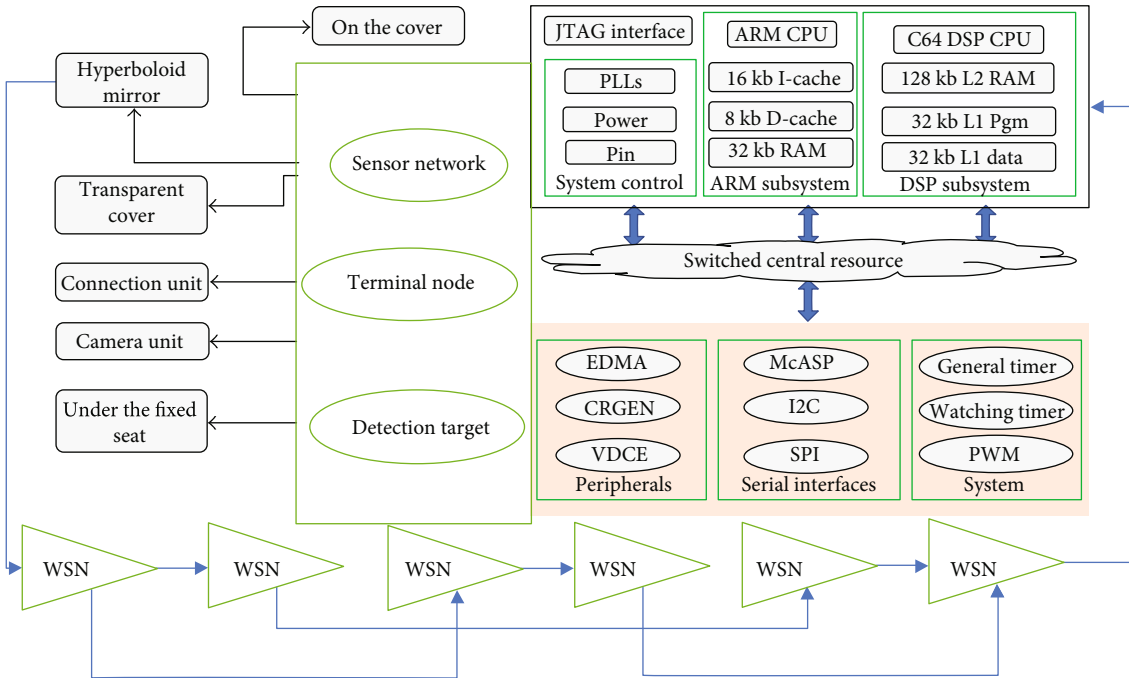 On the cover
Hyperboloid
mirror
Transparent
cover
Connection unit
Camera unit
Under the fixed
seat
Sensor network
Terminal node
Detection target
JTAG interface
PLLs
Power
Pin
System control
ARM CPU
16 kb I-cache
8 kb D-cache
32 kb RAM
ARM subsystem
C64 DSP CPU
128 kb L2 RAM
32 kb L1 Pgm
32 kb L1 data
DSP subsystem
Switched central resource
EDMA
CRGEN
VDCE
Peripherals
McASP
I2C
SPI
Serial interfaces
General timer
Watching timer
PWM
System
WSN
WSN
WSN
WSN
WSN
WSN